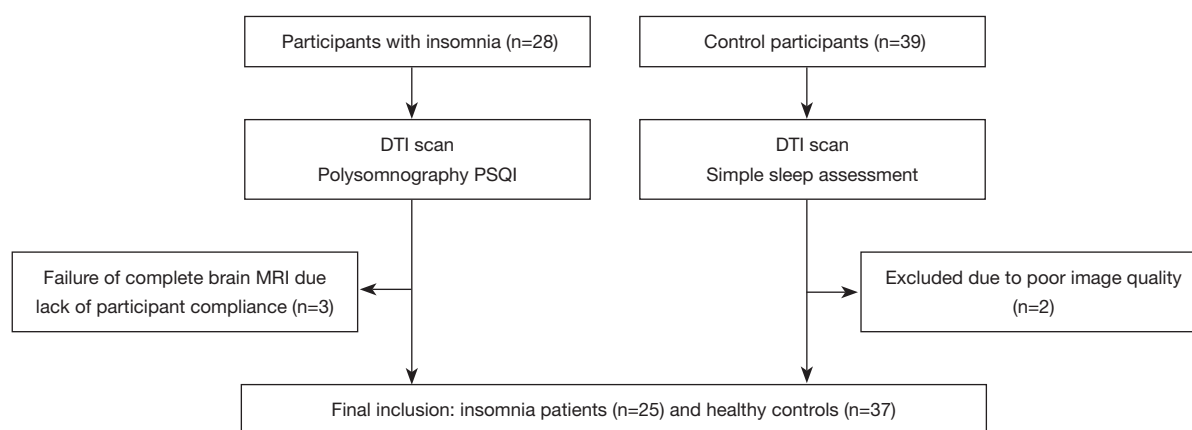 Participants with insomnia (n=28)
Control participants (n=39)
DTI scan
Polysomnography PSQI
DTI scan
Simple sleep assessment
Failure of complete brain MRI due
lack of participant compliance (n=3)
Excluded due to poor image quality
(n=2)
Final inclusion: insomnia patients (n=25) and healthy controls (n=37)